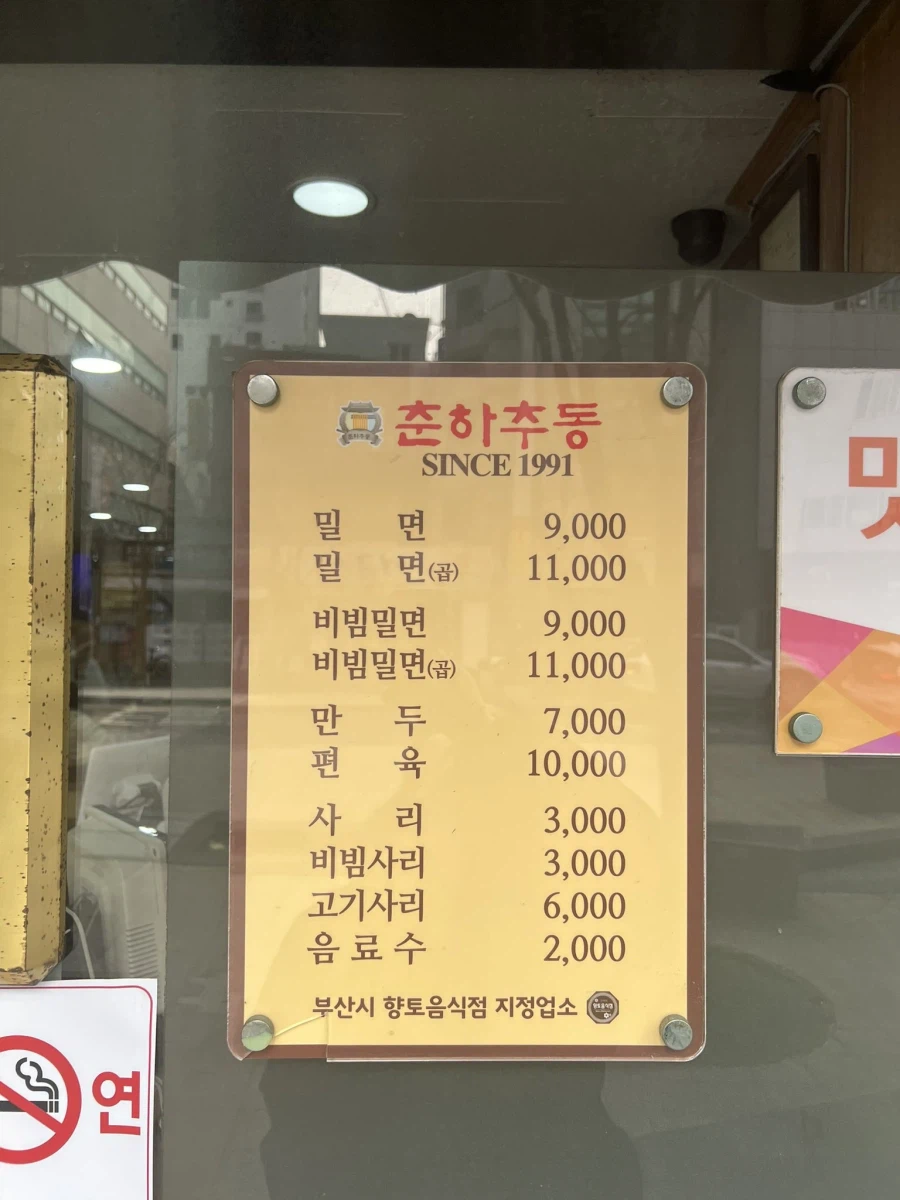 춘하추동
SINCE 1991
밀 면 9,000
밀 면(곱) 11,000
비빔밀면 9,000
비빔밀면(곱) 11,000
만 두 7,000
편 육 10,000
사 리 3,000
비빔사리 3,000
고기사리 6,000
음료수 2,000
부산시 향토음식점 지정업소
연